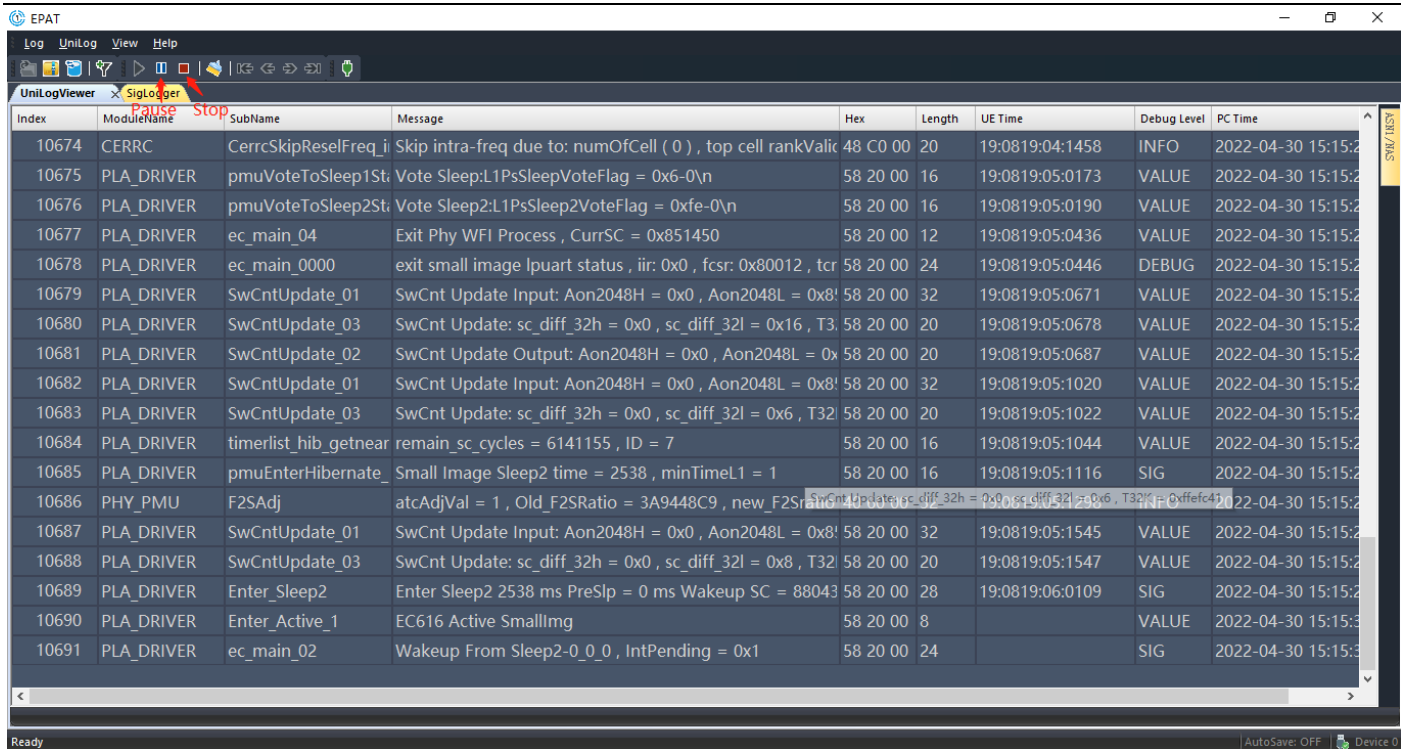 EPAT
Log UniLog View Help
UniLogViewer SigLogger
Pause Stop
Index ModuleName SubName Message Hex Length UE Time Debug Level PC Time
ASN1/NAS
10674 CERRC CerrcSkipReselFreq_i Skip intra-freq due to: numOfCell ( 0 ) , top cell rankValid 48 C0 00 20 19:0819:04:1458 INFO 2022-04-30 15:15:2
10675 PLA_DRIVER pmuVoteToSleep1Sta Vote Sleep:L1PsSleepVoteFlag = 0x6-0\n 58 20 00 16 19:0819:05:0173 VALUE 2022-04-30 15:15:2
10676 PLA_DRIVER pmuVoteToSleep2Sta Vote Sleep2:L1PsSleep2VoteFlag = 0xfe-0\n 58 20 00 16 19:0819:05:0190 VALUE 2022-04-30 15:15:2
10677 PLA_DRIVER ec_main_04 Exit Phy WFI Process , CurrSC = 0x851450 58 20 00 12 19:0819:05:0436 VALUE 2022-04-30 15:15:2
10678 PLA_DRIVER ec_main_0000 exit small image lpuart status , iir: 0x0 , fcsr: 0x80012 , tcr 58 20 00 24 19:0819:05:0446 DEBUG 2022-04-30 15:15:2
10679 PLA_DRIVER SwCntUpdate_01 SwCnt Update Input: Aon2048H = 0x0 , Aon2048L = 0x8 58 20 00 32 19:0819:05:0671 VALUE 2022-04-30 15:15:2
10680 PLA_DRIVER SwCntUpdate_03 SwCnt Update: sc_diff_32h = 0x0 , sc_diff_32l = 0x16 , T3 58 20 00 20 19:0819:05:0678 VALUE 2022-04-30 15:15:2
10681 PLA_DRIVER SwCntUpdate_02 SwCnt Update Output: Aon2048H = 0x0 , Aon2048L = 0x 58 20 00 20 19:0819:05:0687 VALUE 2022-04-30 15:15:2
10682 PLA_DRIVER SwCntUpdate_01 SwCnt Update Input: Aon2048H = 0x0 , Aon2048L = 0x8 58 20 00 32 19:0819:05:1020 VALUE 2022-04-30 15:15:2
10683 PLA_DRIVER SwCntUpdate_03 SwCnt Update: sc_diff_32h = 0x0 , sc_diff_32l = 0x6 , T32 58 20 00 20 19:0819:05:1022 VALUE 2022-04-30 15:15:2
10684 PLA_DRIVER timerlist_hib_getnear remain_sc_cycles = 6141155 , ID = 7 58 20 00 16 19:0819:05:1044 VALUE 2022-04-30 15:15:2
10685 PLA_DRIVER pmuEnterHibernate_ Small Image Sleep2 time = 2538 , minTimeL1 = 1 58 20 00 16 19:0819:05:1116 SIG 2022-04-30 15:15:2
10686 PHY_PMU F2SAdj atcAdjVal = 1 , Old_F2SRatio = 3A9448C9 , new_F2Sratio 40 60 00 32 19:0819:05:1298 INFO 2022-04-30 15:15:2
SwCnt Update: sc_diff_32h = 0x0 , sc_diff_32l = 0x6 , T32K = 0xffefc41
10687 PLA_DRIVER SwCntUpdate_01 SwCnt Update Input: Aon2048H = 0x0 , Aon2048L = 0x8 58 20 00 32 19:0819:05:1545 VALUE 2022-04-30 15:15:2
10688 PLA_DRIVER SwCntUpdate_03 SwCnt Update: sc_diff_32h = 0x0 , sc_diff_32l = 0x8 , T32 58 20 00 20 19:0819:05:1547 VALUE 2022-04-30 15:15:2
10689 PLA_DRIVER Enter_Sleep2 Enter Sleep2 2538 ms PreSlp = 0 ms Wakeup SC = 88043 58 20 00 28 19:0819:06:0109 SIG 2022-04-30 15:15:2
10690 PLA_DRIVER Enter_Active_1 EC616 Active SmallImg 58 20 00 8 VALUE 2022-04-30 15:15:3
10691 PLA_DRIVER ec_main_02 Wakeup From Sleep2-0_0_0 , IntPending = 0x1 58 20 00 24 SIG 2022-04-30 15:15:3
Ready AutoSave: OFF Device 0